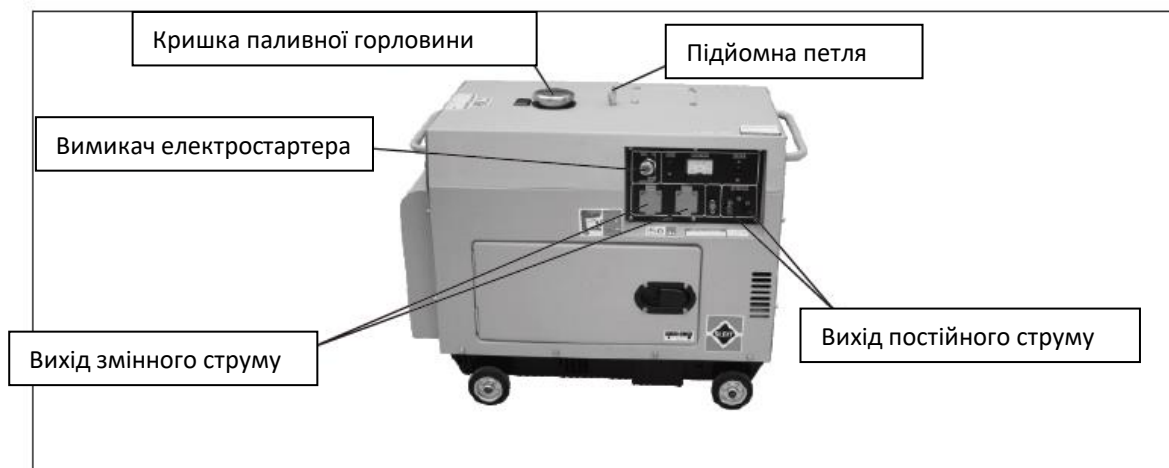 Кришка паливної горловини
Підйомна петля
Вимикач електростартера
Вихід змінного струму
Вихід постійного струму